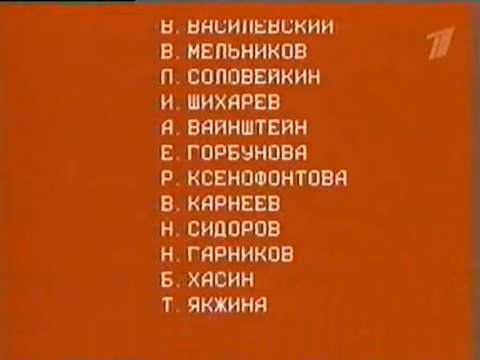 В. ВАСИЛЕВСКИЙ
В. МЕЛЬНИКОВ
Л. СОЛОВЕЙКИН
И. ШИХАРЕВ
А. ВАЙНШТЕЙН
Е. ГОРБУНОВА
Р. КСЕНОФОНТОВА
В. КАРНЕЕВ
Н. СИДОРОВ
Н. ГАРНИКОВ
Б. ХАСИН
Т. ЯКЖИНА